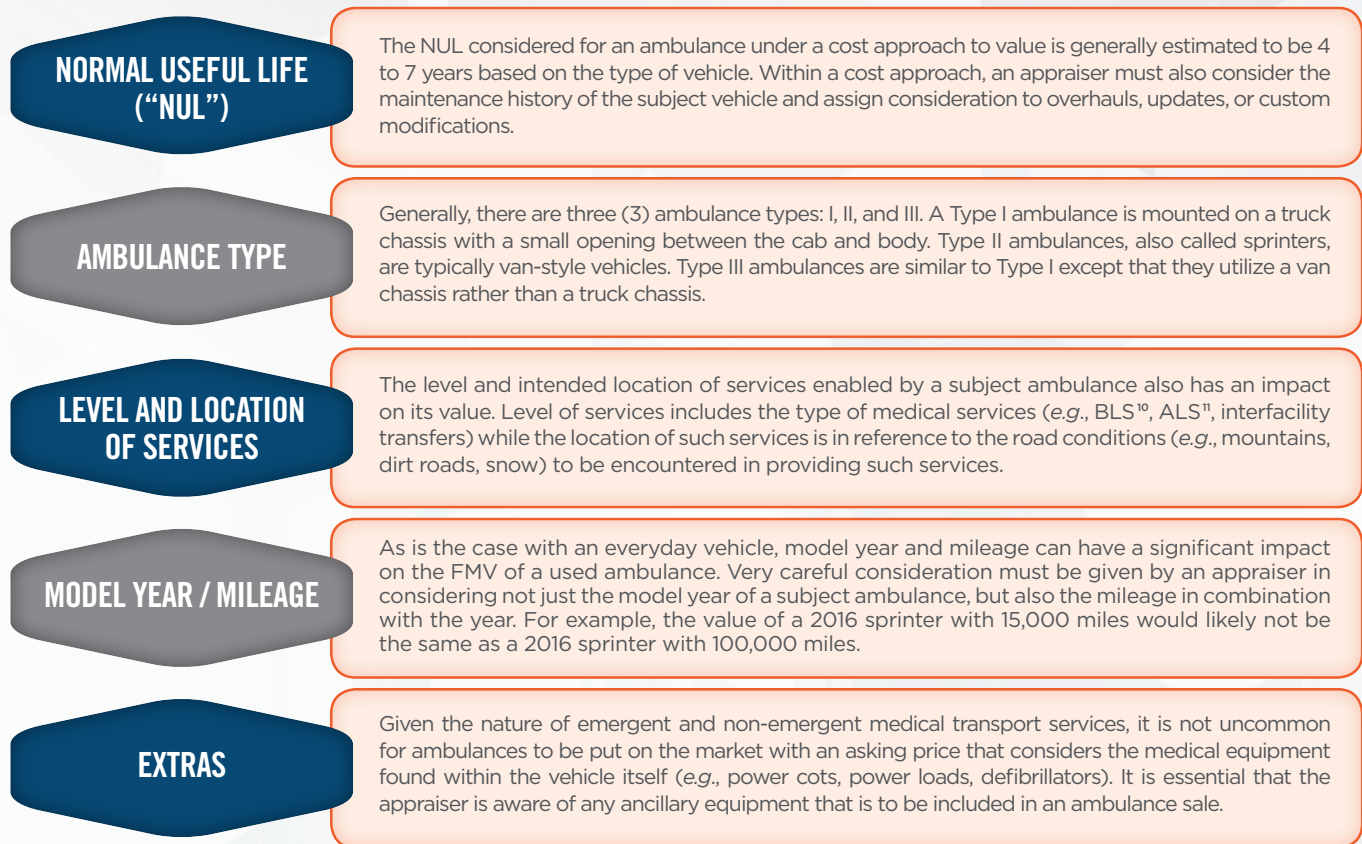 NORMAL USEFUL LIFE
("NUL")
The NUL considered for an ambulance under a cost approach to value is generally estimated to be 4
to 7 years based on the type of vehicle. Within a cost approach, an appraiser must also consider the
maintenance history of the subject vehicle and assign consideration to overhauls, updates, or custom
modifications.
AMBULANCE TYPE
Generally, there are three (3) ambulance types: I, II, and III. A Type I ambulance is mounted on a truck
chassis with a small opening between the cab and body. Type II ambulances, also called sprinters,
are typically van-style vehicles. Type III ambulances are similar to Type I except that they utilize a van
chassis rather than a truck chassis.
LEVEL AND LOCATION
OF SERVICES
The level and intended location of services enabled by a subject ambulance also has an impact
on its value. Level of services includes the type of medical services (e.g., BLS¹⁰, ALS¹¹, interfacility
transfers) while the location of such services is in reference to the road conditions (e.g., mountains,
dirt roads, snow) to be encountered in providing such services.
MODEL YEAR / MILEAGE
As is the case with an everyday vehicle, model year and mileage can have a significant impact
on the FMV of a used ambulance. Very careful consideration must be given by an appraiser in
considering not just the model year of a subject ambulance, but also the mileage in combination
with the year. For example, the value of a 2016 sprinter with 15,000 miles would likely not be
the same as a 2016 sprinter with 100,000 miles.
EXTRAS
Given the nature of emergent and non-emergent medical transport services, it is not uncommon
for ambulances to be put on the market with an asking price that considers the medical equipment
found within the vehicle itself (e.g., power cots, power loads, defibrillators). It is essential that the
appraiser is aware of any ancillary equipment that is to be included in an ambulance sale.